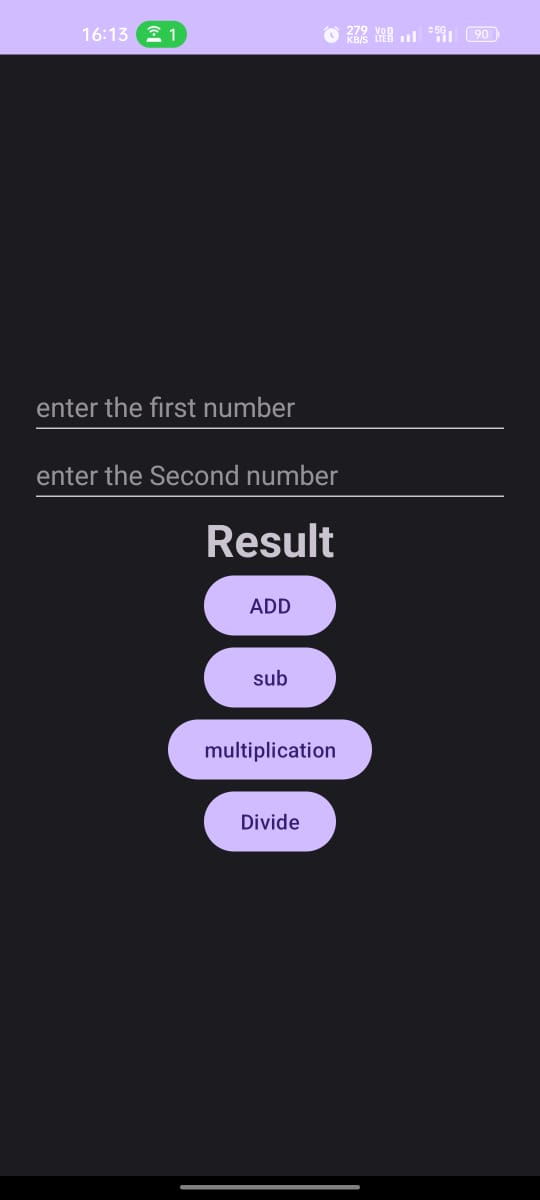 16:13 1 279 KB/S Vo LTE 5G 90
enter the first number
enter the Second number
Result
ADD
sub
multiplication
Divide